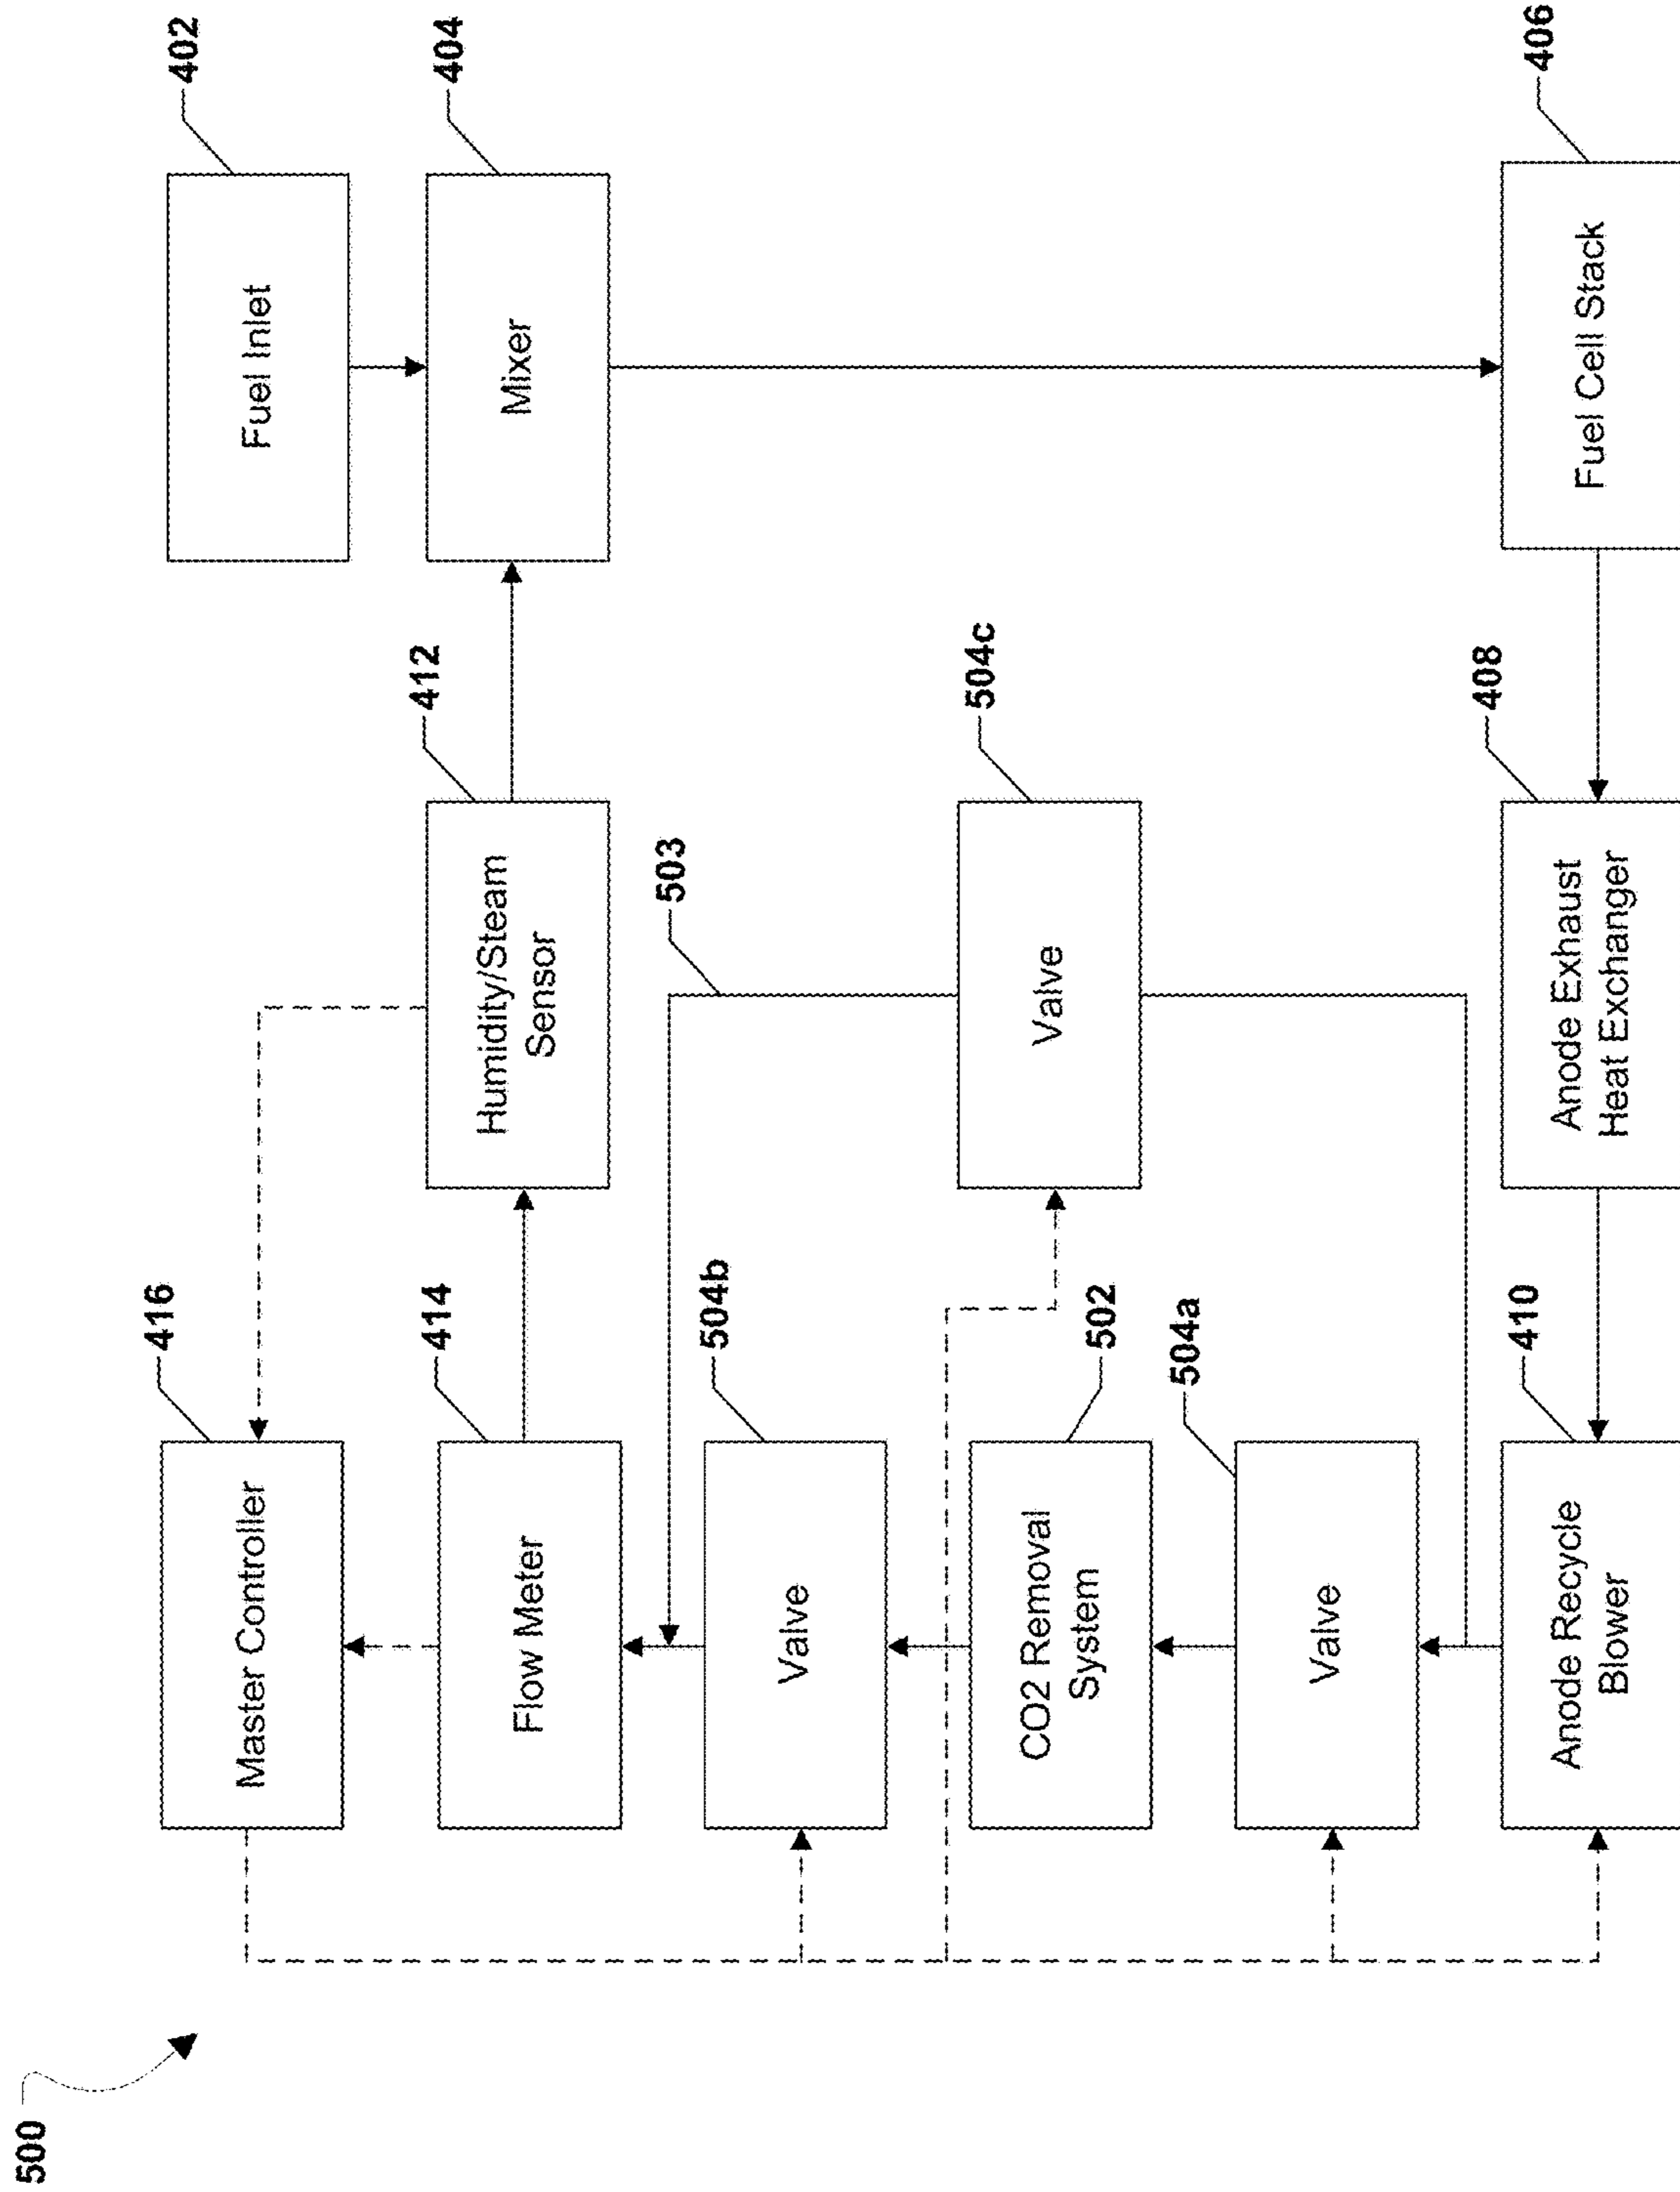 500
416
Master Controller
402
Fuel Inlet
414
Flow Meter
412
Humidity/Steam
Sensor
404
Mixer
504b
Valve
503
502
CO2 Removal
System
504c
Valve
504a
Valve
410
Anode Recycle
Blower
408
Anode Exhaust
Heat Exchanger
406
Fuel Cell Stack